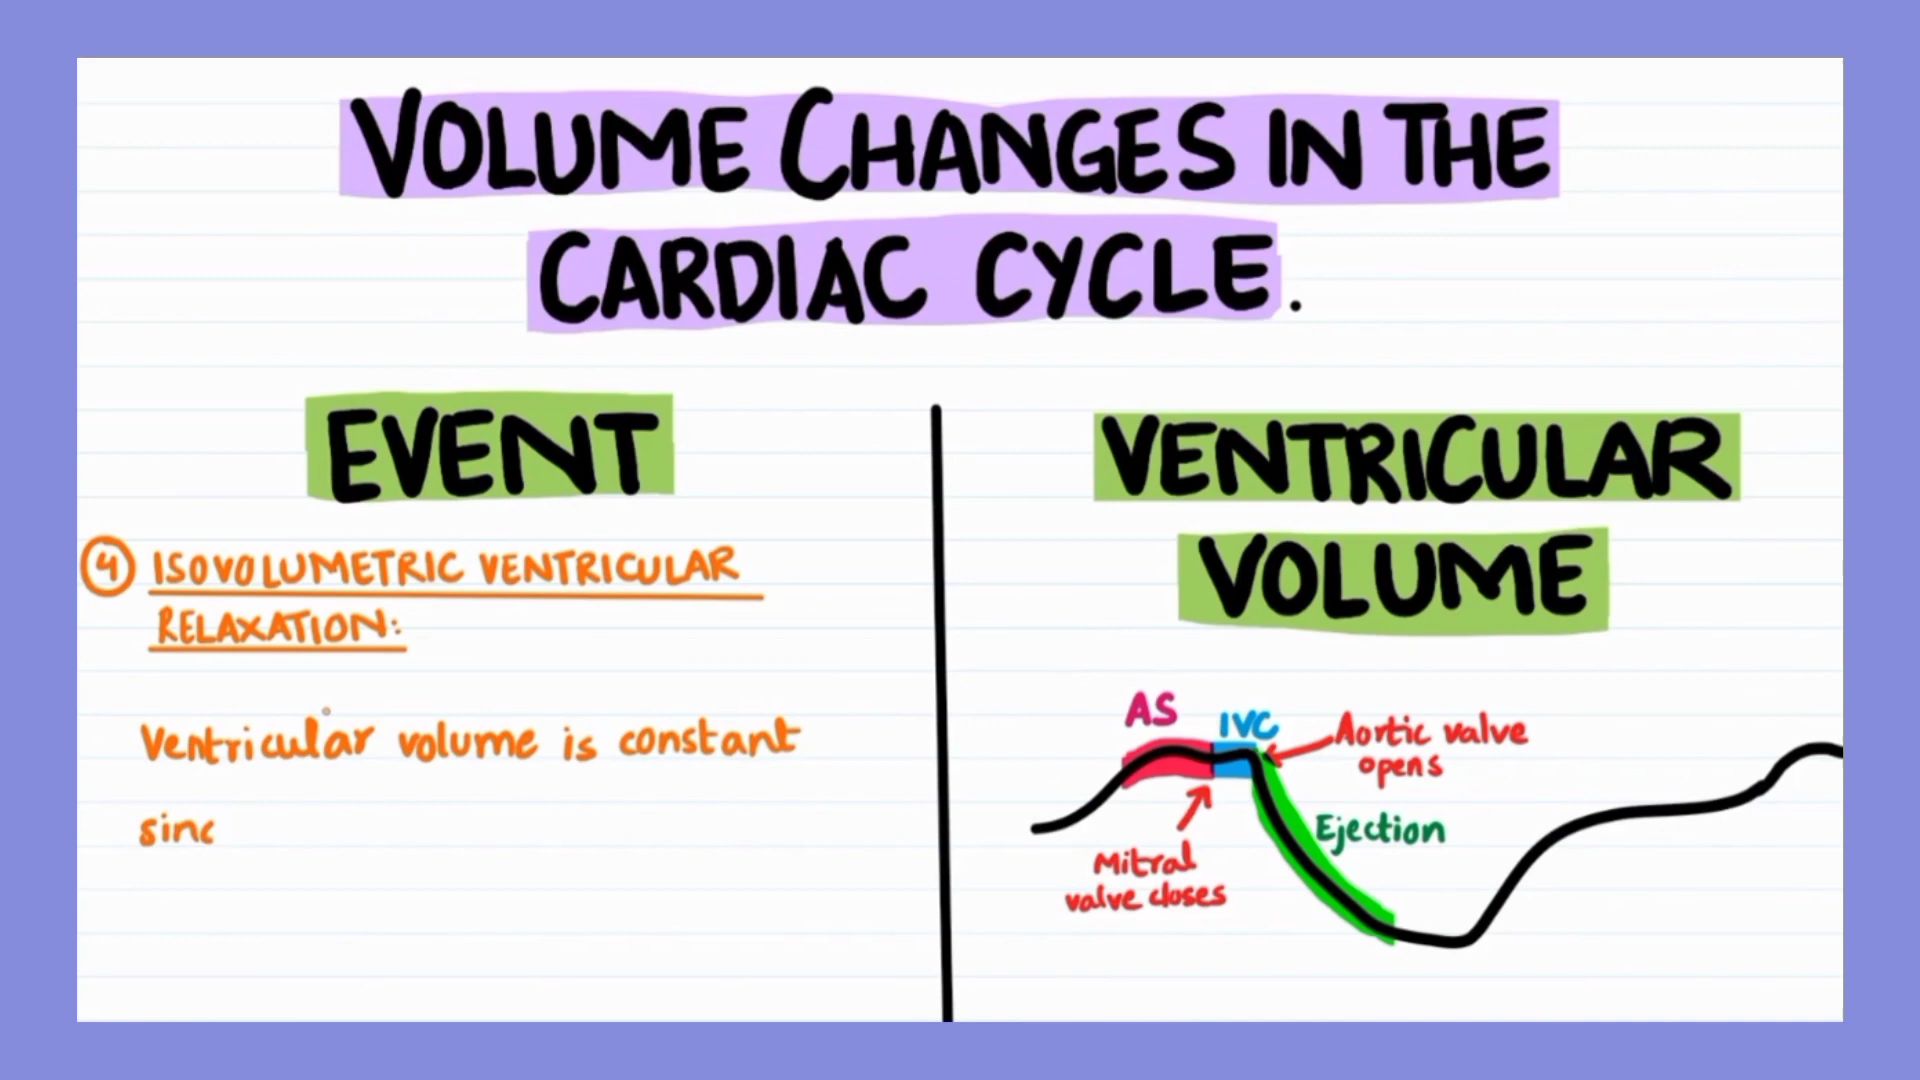 VOLUME CHANGES IN THE
CARDIAC CYCLE.
EVENT
4 ISOVOLUMETRIC VENTRICULAR
RELAXATION:
Ventricular volume is constant
sinc
VENTRICULAR
VOLUME
AS
IVC
Aortic valve
opens
Ejection
Mitral
valve closes